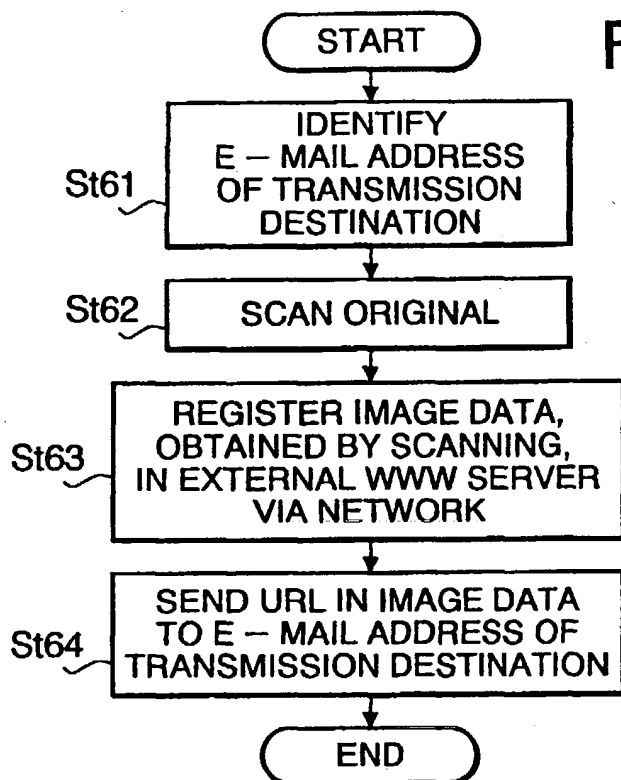 START
F
St61
IDENTIFY
E – MAIL ADDRESS
OF TRANSMISSION
DESTINATION
St62
SCAN ORIGINAL
St63
REGISTER IMAGE DATA,
OBTAINED BY SCANNING,
IN EXTERNAL WWW SERVER
VIA NETWORK
St64
SEND URL IN IMAGE DATA
TO E – MAIL ADDRESS OF
TRANSMISSION DESTINATION
END